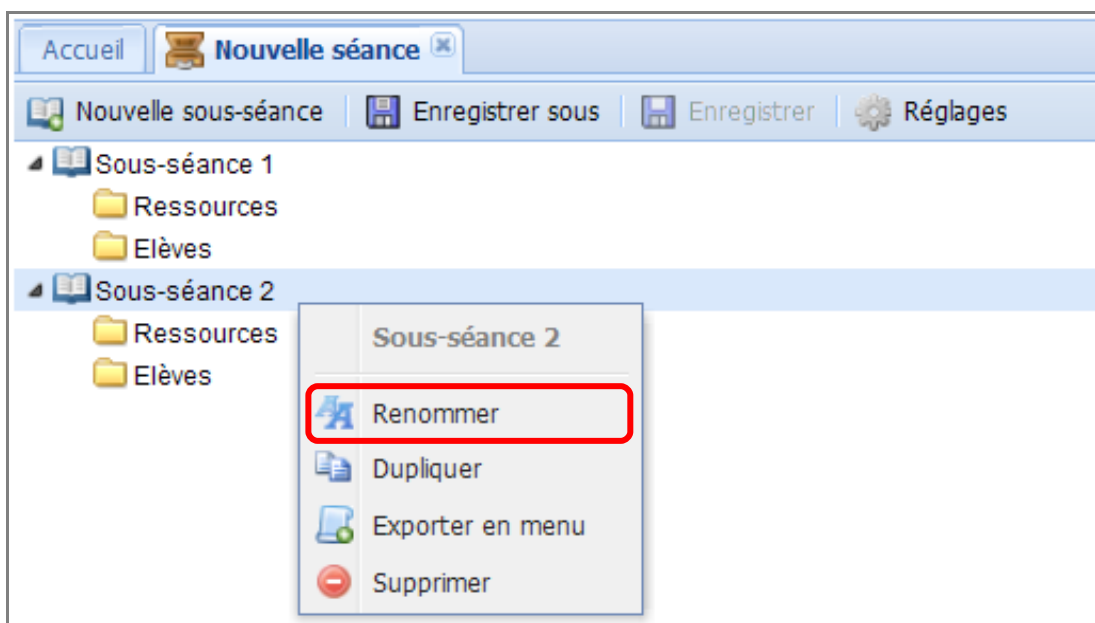 Accueil Nouvelle séance
Nouvelle sous-séance Enregistrer sous Enregistrer Réglages
Sous-séance 1
Ressources
Elèves
Sous-séance 2
Ressources
Elèves
Sous-séance 2
Renommer
Dupliquer
Exporter en menu
Supprimer